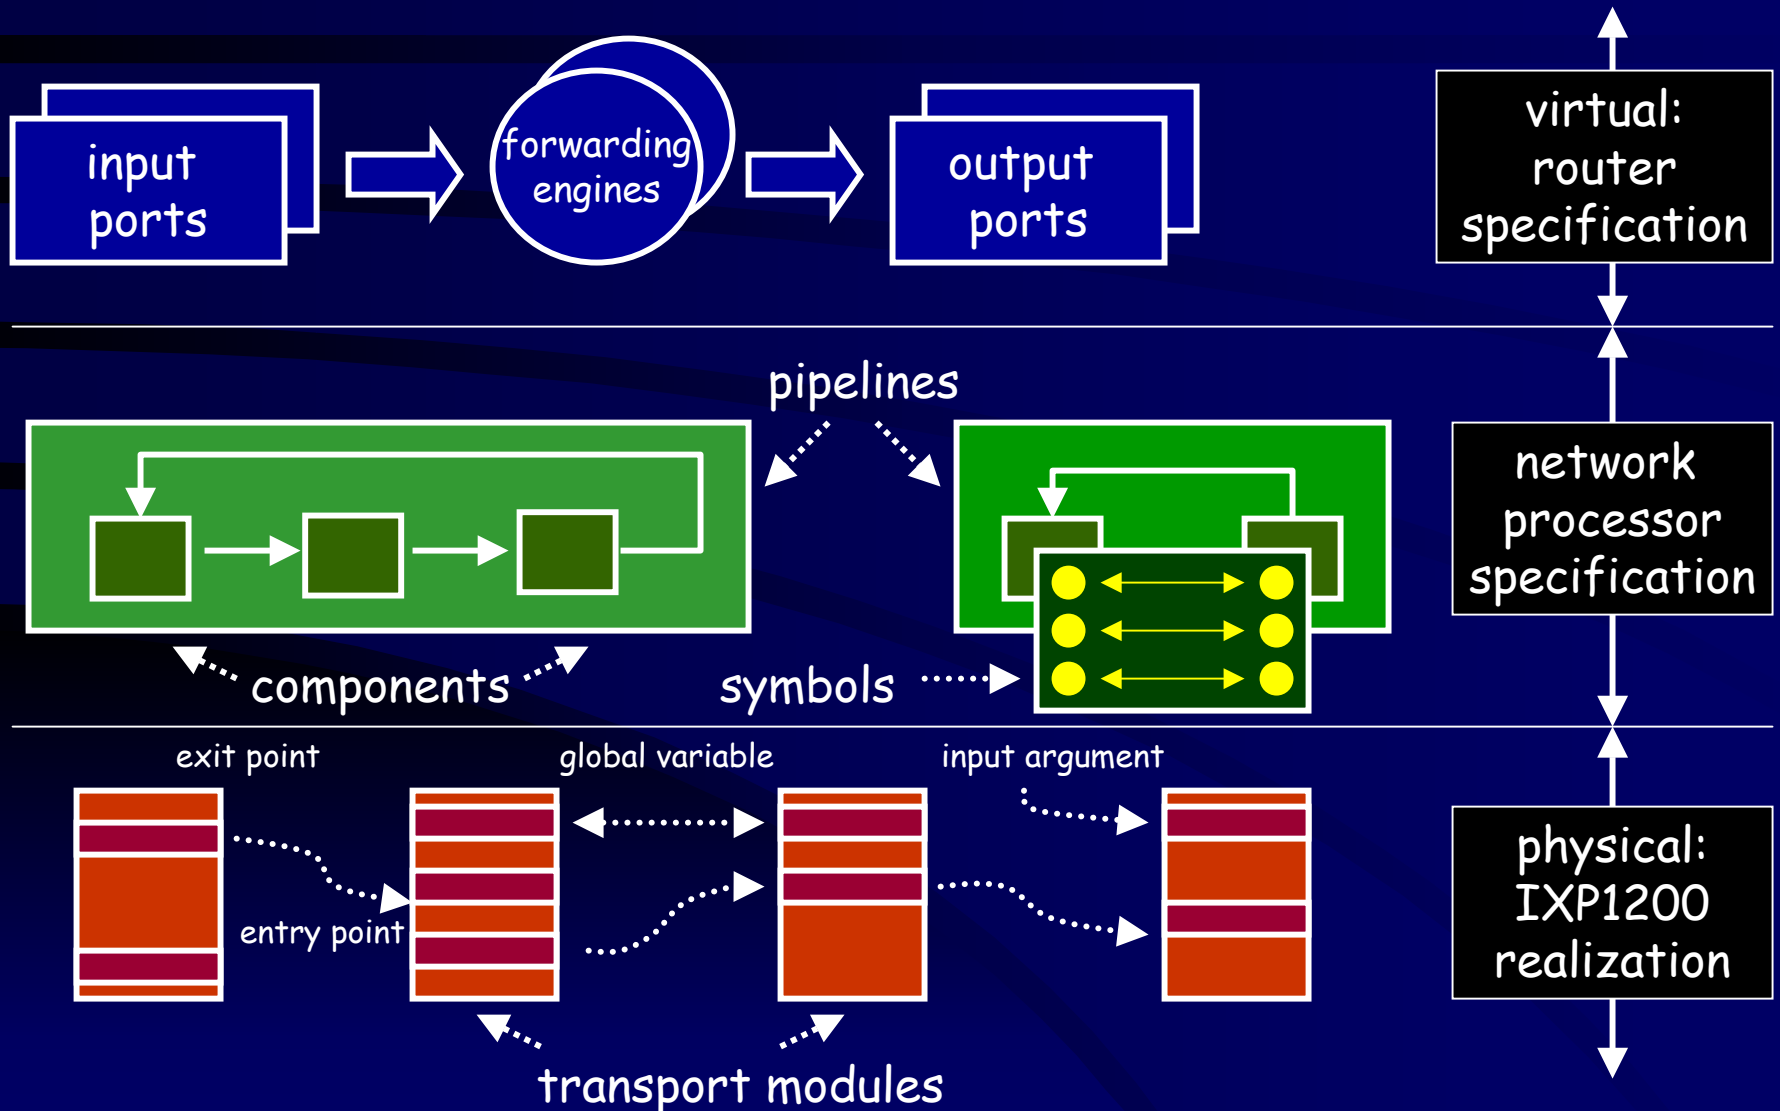 input
ports
forwarding
engines
output
ports
virtual:
router
specification
pipelines
network
processor
specification
components
symbols
exit point
global variable
input argument
entry point
physical:
IXP1200
realization
transport modules